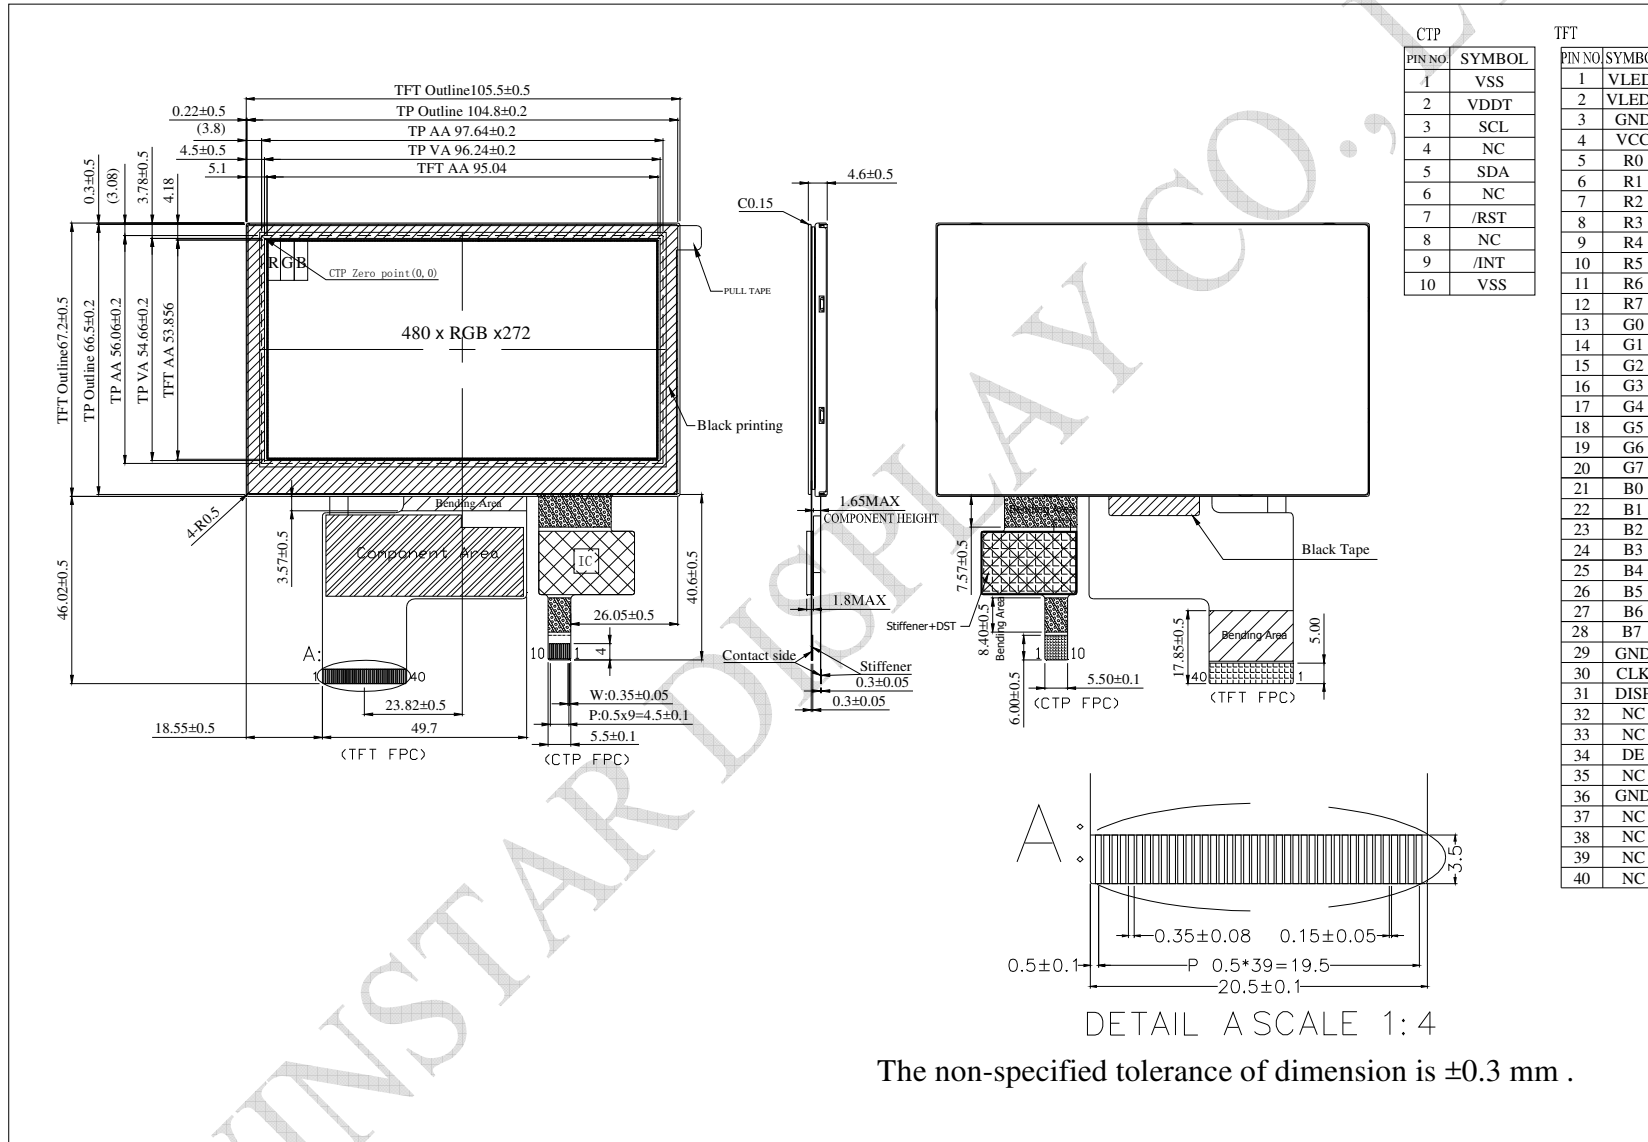 TFT Outline105.5±0.5
0.22±0.5
TP Outline 104.8±0.2
(3.8)
TP AA 97.64±0.2
4.5±0.5
TP VA 96.24±0.2
5.1
TFT AA 95.04
0.3±0.5
(3.08)
3.78±0.5
4.18
TFT Outline67.2±0.5
TP Outline 66.5±0.2
TP AA 56.06±0.2
TP VA 54.66±0.2
TFT AA 53.856
RGB
CTP Zero point(0,0)
480 x RGB x272
PULL TAPE
Black printing
4-R0.5
46.02±0.5
Bending Area
3.57±0.5
Component Area
IC
40.6±0.5
26.05±0.5
4
10 1
A:
1 40
23.82±0.5
18.55±0.5
49.7
(TFT FPC)
W:0.35±0.05
P:0.5x9=4.5±0.1
5.5±0.1
(CTP FPC)
4.6±0.5
C0.15
1.65MAX
COMPONENT HEIGHT
1.8MAX
Contact side
Stiffener
0.3±0.05
0.3±0.05
7.57±0.5
Black Tape
Stiffener+DST
8.40±0.5
Bending Area
6.00±0.5
1 10
5.50±0.1
(CTP FPC)
17.85±0.5
Bending Area
5.00
40 1
(TFT FPC)
CTP
PIN NO. SYMBOL
1 VSS
2 VDDT
3 SCL
4 NC
5 SDA
6 NC
7 /RST
8 NC
9 /INT
10 VSS
TFT
PIN NO. SYMBO
1 VLED
2 VLED
3 GND
4 VCC
5 R0
6 R1
7 R2
8 R3
9 R4
10 R5
11 R6
12 R7
13 G0
14 G1
15 G2
16 G3
17 G4
18 G5
19 G6
20 G7
21 B0
22 B1
23 B2
24 B3
25 B4
26 B5
27 B6
28 B7
29 GND
30 CLK
31 DISP
32 NC
33 NC
34 DE
35 NC
36 GND
37 NC
38 NC
39 NC
40 NC
A
3.5
0.35±0.08 0.15±0.05
0.5±0.1
P 0.5*39=19.5
20.5±0.1
DETAIL A SCALE 1:4
The non-specified tolerance of dimension is ±0.3 mm .
WINSTAR DISPLAY CO., L